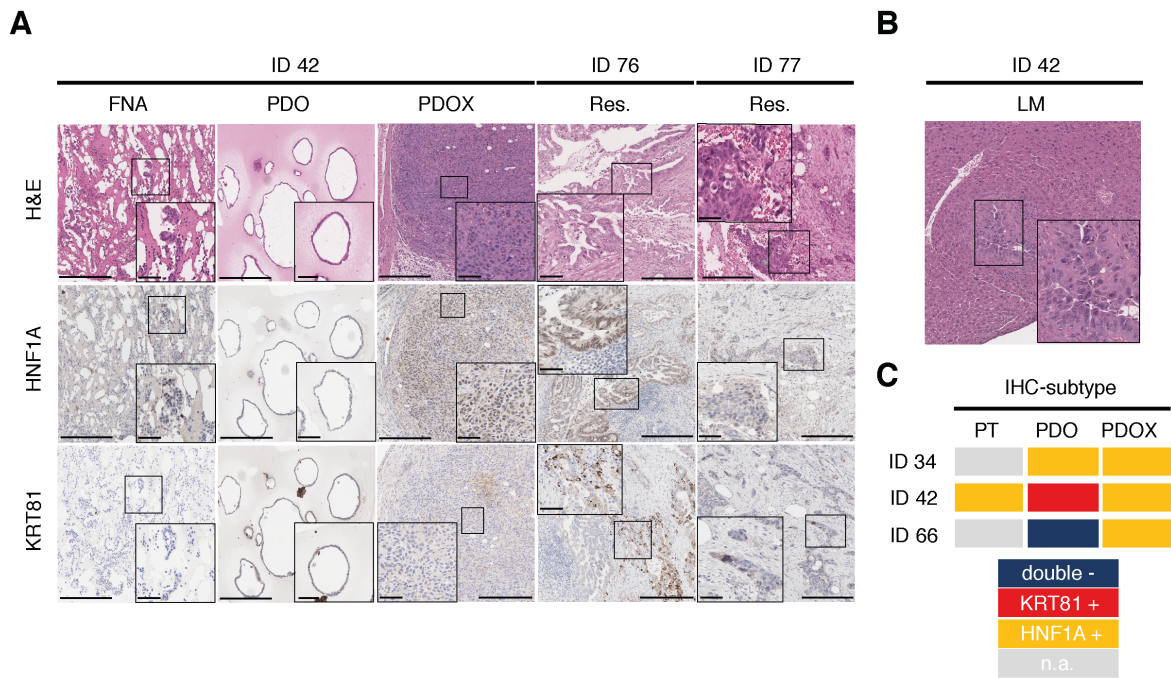 A
B
ID 42
ID 76
ID 77
ID 42
FNA
PDO
PDOX
Res.
Res.
LM
H&E
HNF1A
KRT81
C
IHC-subtype
PT
PDO
PDOX
ID 34
ID 42
ID 66
double -
KRT81 +
HNF1A +
n.a.